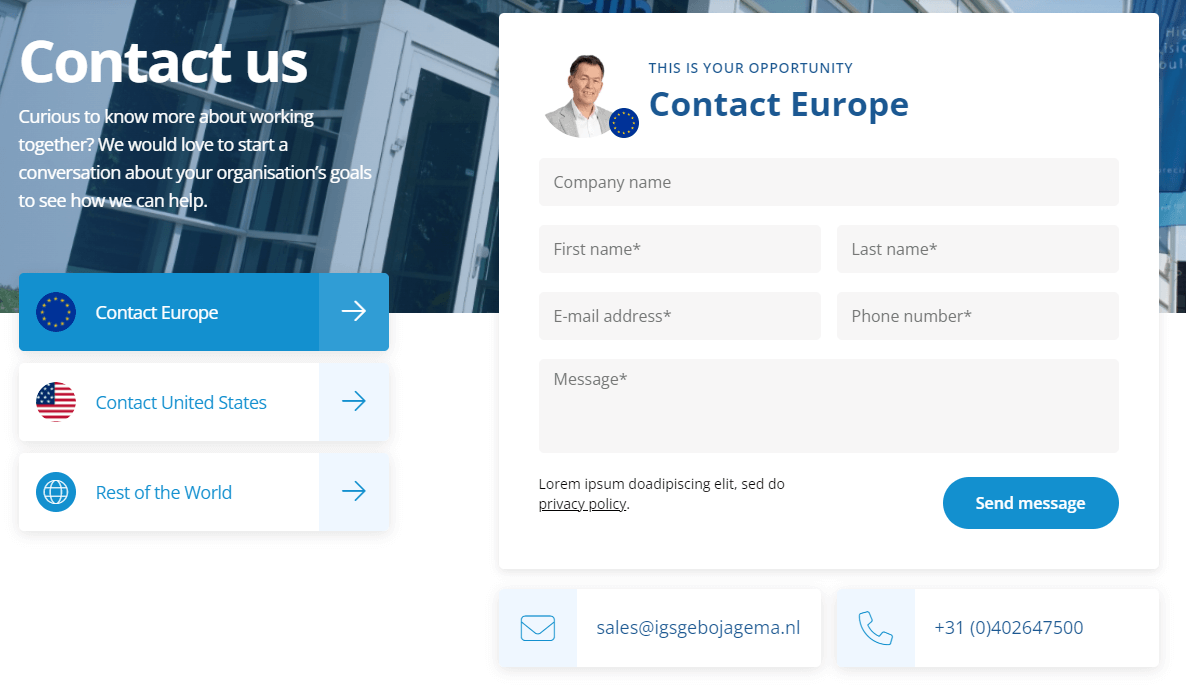 Contact us
Curious to know more about working
together? We would love to start a
conversation about your organisation's goals
to see how we can help.
Contact Europe
Contact United States
Rest of the World
THIS IS YOUR OPPORTUNITY
Contact Europe
Company name
First name*
Last name*
E-mail address*
Phone number*
Message*
Lorem ipsum doadipiscing elit, sed do
privacy policy.
Send message
sales@igsgebojagema.nl
+31 (0)402647500